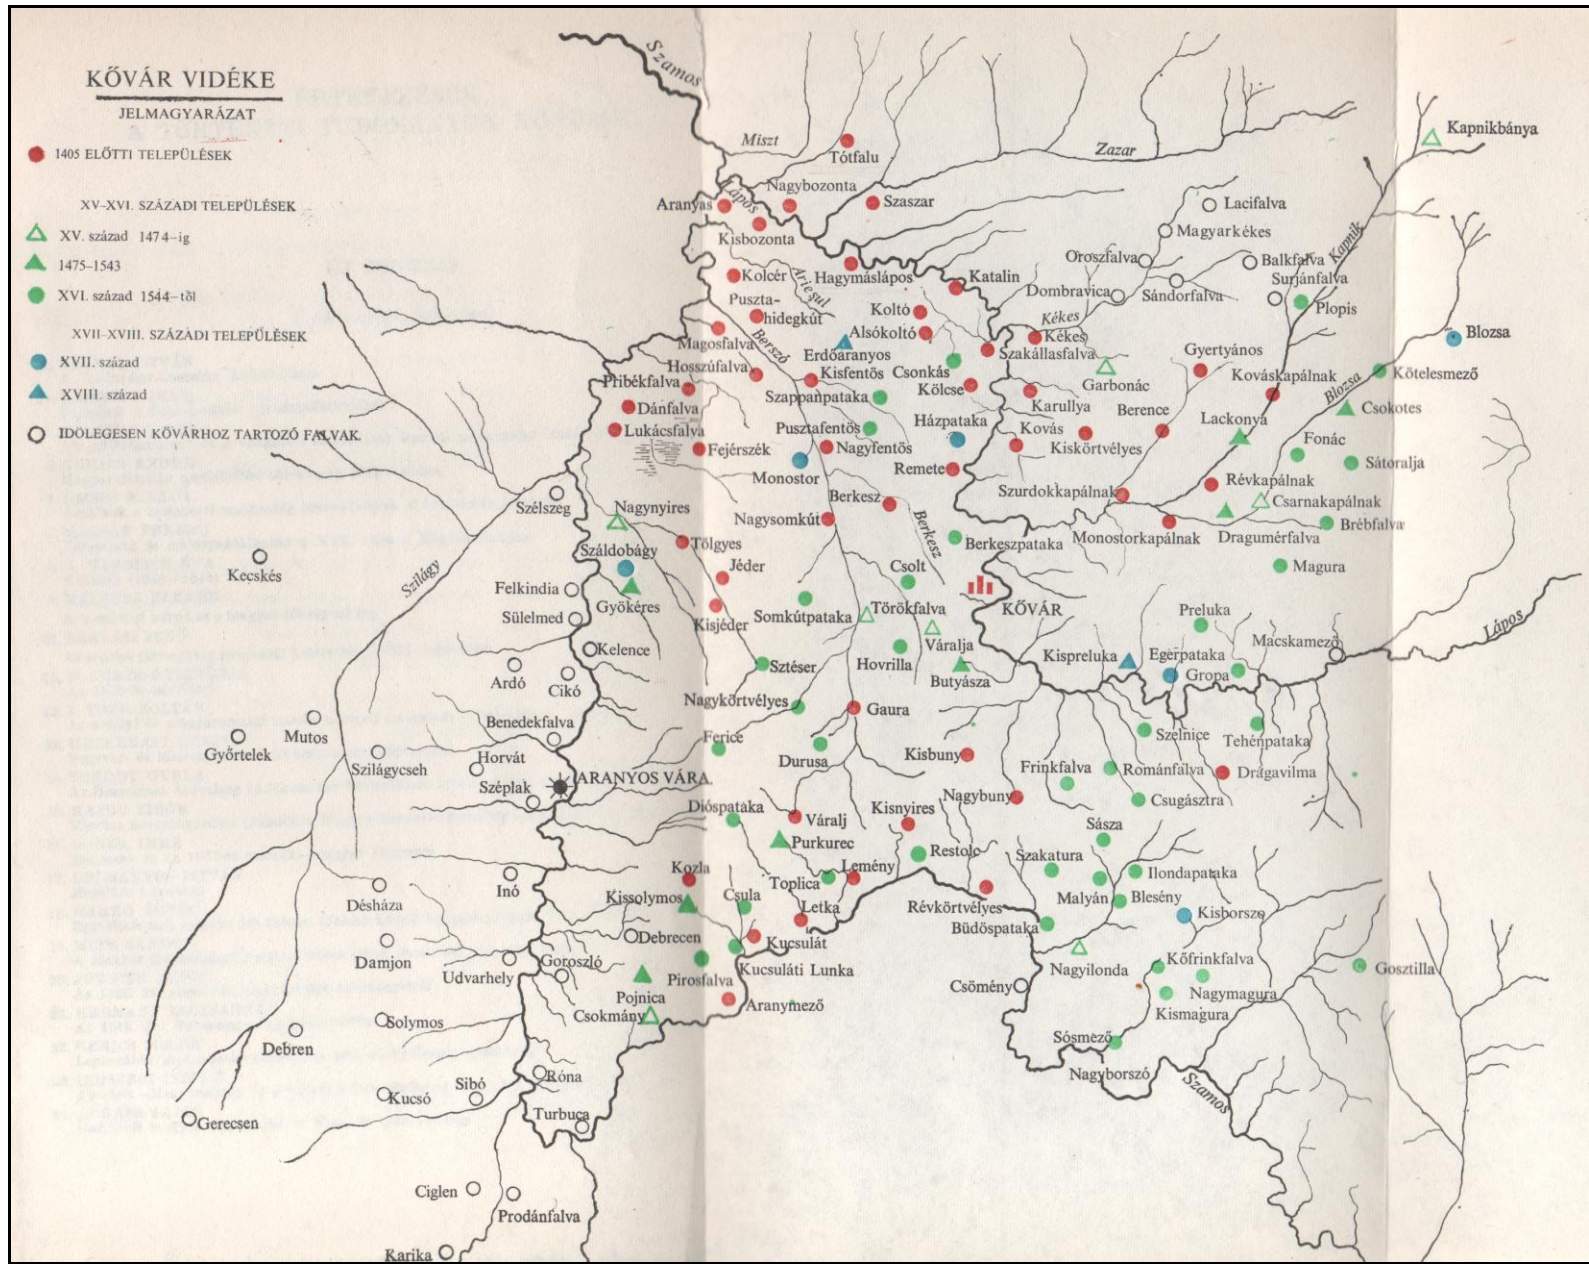 KŐVÁR VIDÉKE
JELMAGYARÁZAT
1405 ELŐTTI TELEPÜLÉSEK
XV–XVI. SZÁZADI TELEPÜLÉSEK
XV. század 1474–ig
1475–1543
XVI. század 1544–től
XVII–XVIII. SZÁZADI TELEPŰLÉSEK
XVII. század
XVIII. század
IDŐLEGESEN KŐVÁRHOZ TARTOZÓ FALVAK
Szamos
Miszt
Tótfalu
Zazar
Kapnikbánya
Lápos
Nagybozonta
Aranyas
Szaszar
Lacifalva
Kisbozonta
Magyarkékes
Kapnik
Oroszfalva
Balkfalva
Kolcér
Ariesul
Hagymáslápos
Katalin
Surjánfalva
Dombravica
Sándorfalva
Plopis
Puszta-
hidegkút
Koltó
Kékes
Magosfalva
Berszó
Alsókoltó
Kékes
Blozsa
Erdőaranyos
Szakállasfalva
Gyertyános
Hosszúfalva
Kisfentös
Csonkás
Garbonác
Kováskapálnak
Blozsa
Kötelesmező
Pribékfalva
Szappanpataka
Kölcse
Dánfalva
Karullya
Berence
Csokotes
Pusztafentös
Házpataka
Lackonya
Lukácsfalva
Kovás
Fonác
Fejérszék
Nagyfentös
Kiskörtvélyes
Sátoralja
Monostor
Remete
Révkapálnak
Szurdokkapálnak
Szélszeg
Nagynyires
Berkesz
Csarnakapálnak
Nagysomkút
Berkesz
Brébfalva
Tölgyes
Berkeszpataka
Monostorkapálnak
Dragumérfalva
Száldobágy
Kecskés
Szilágy
Jéder
Csolt
Magura
Felkindia
Gyökéres
KŐVÁR
Lápos
Sülelmed
Kisjéder
Somkútpataka
Törökfalva
Preluka
Macskamező
Kelence
Váralja
Kispreluka
Egerpataka
Hovrilla
Ardó
Sztéser
Butyásza
Gropa
Cikó
Nagykörtvélyes
Gaura
Benedekfalva
Mutos
Győrtelek
Ferice
Szelnice
Tehénpataka
Szilágycseh
Horvát
Durusa
Kisbuny
Frinkfalva
Románfalva
Drágavilma
ARANYOS VÁRA
Széplak
Nagybuny
Csugásztra
Dióspataka
Kisnyires
Váralj
Sásza
Purkurec
Restolc
Szakatura
Kozla
Lemény
Ilondapataka
Inó
Toplica
Désháza
Malyán
Blesény
Kissolymos
Csula
Letka
Révkörtvélyes
Kisborszo
Büdöspataka
Debrecen
Kucsulát
Damjon
Udvarhely
Goroszló
Nagyilonda
Kőfrinkfalva
Gosztilla
Kucsuláti Lunka
Pirosfalva
Csömény
Nagymagura
Pojnica
Aranymező
Kismagura
Csokmány
Solymos
Debren
Sósmező
Nagyborszó
Róna
Sibó
Kucsó
Szamos
Turbuca
Gerecsen
Ciglen
Prodánfalva
Karika